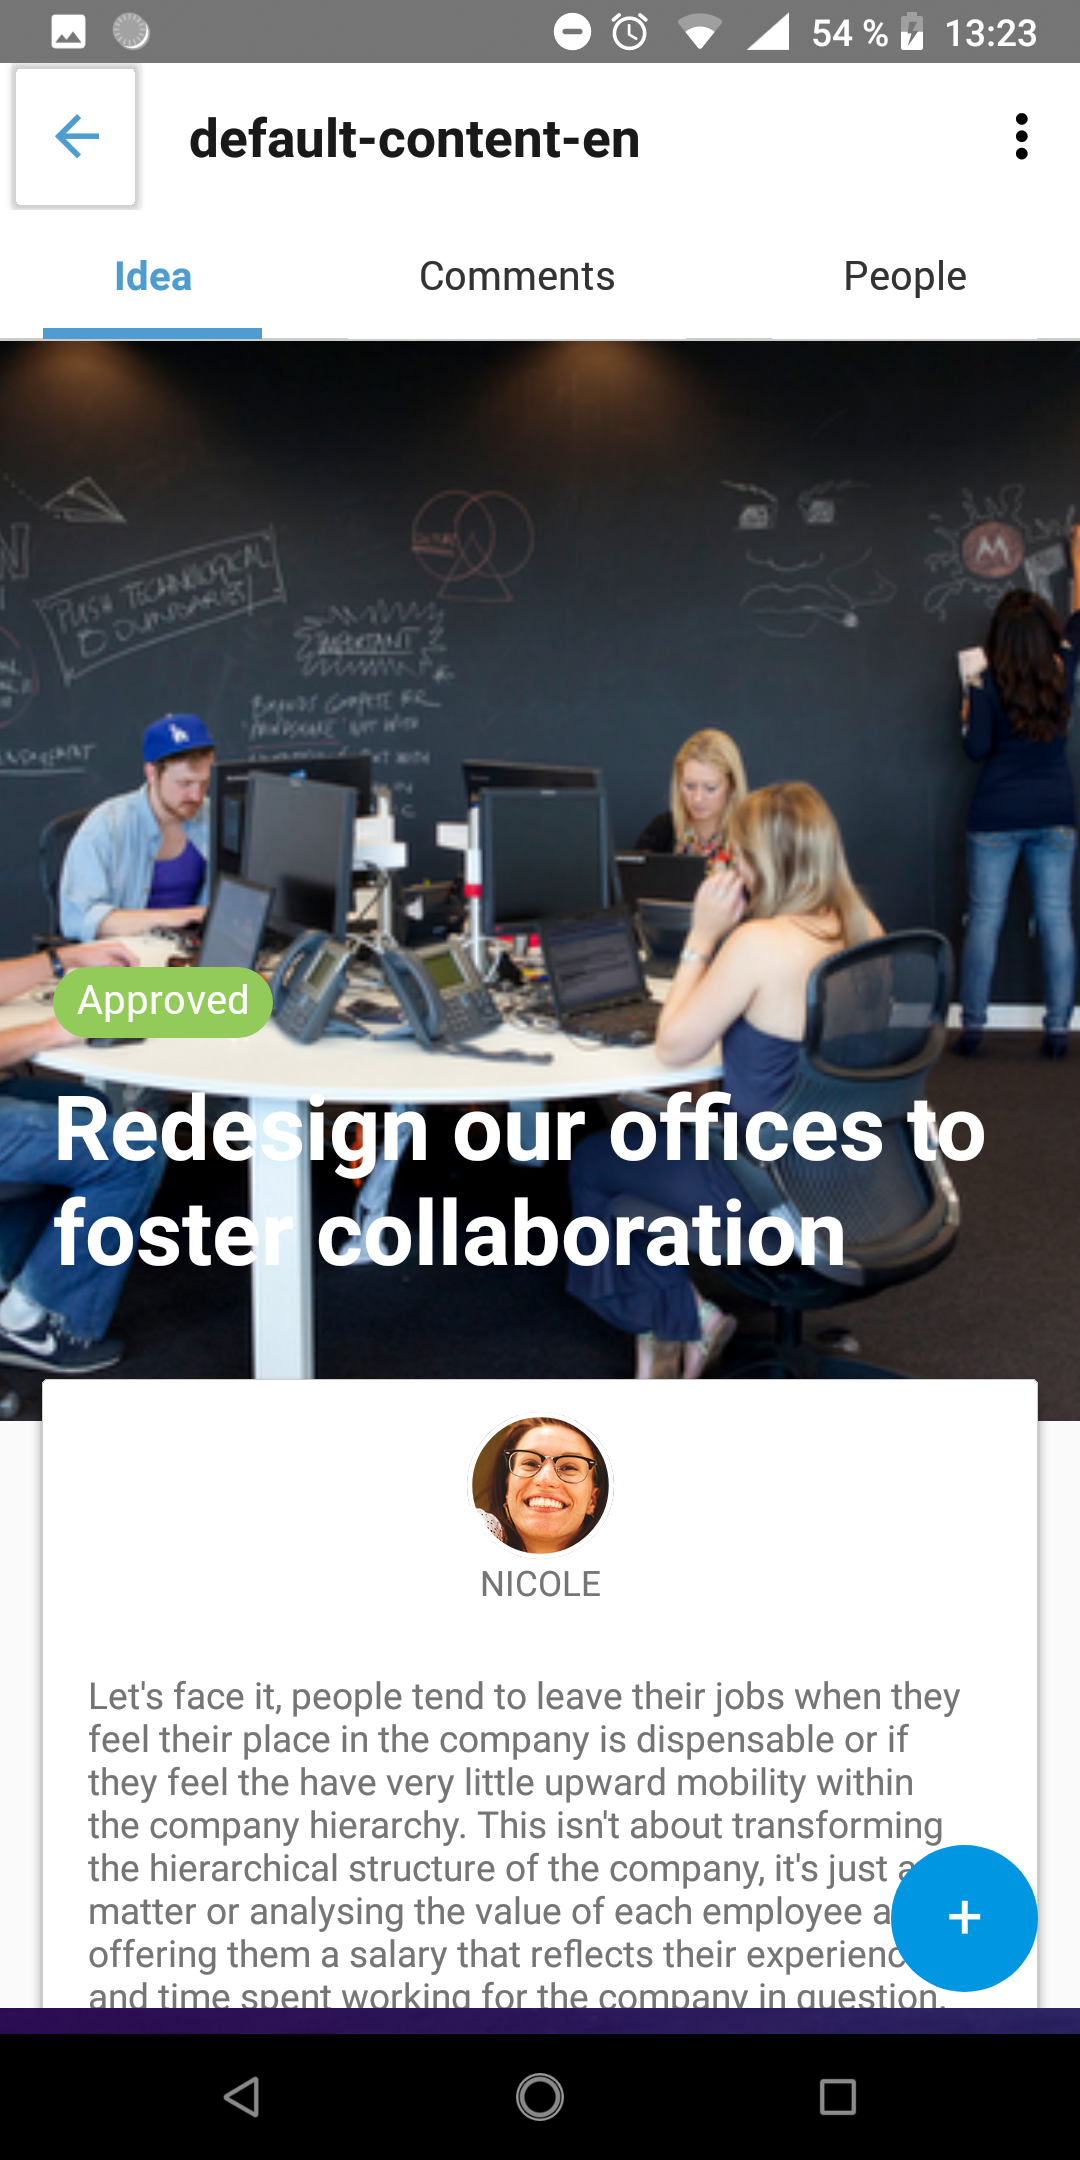 54 % 13:23
default-content-en
Idea Comments People
PUSH TECHNOLOGICAL
BOUNDARIES!
IMPORTANT
M
Approved
Redesign our offices to
foster collaboration
NICOLE
Let's face it, people tend to leave their jobs when they
feel their place in the company is dispensable or if
they feel the have very little upward mobility within
the company hierarchy. This isn't about transforming
the hierarchical structure of the company, it's just a
matter or analysing the value of each employee
offering them a salary that reflects their
and time spent working for the company in question.
+